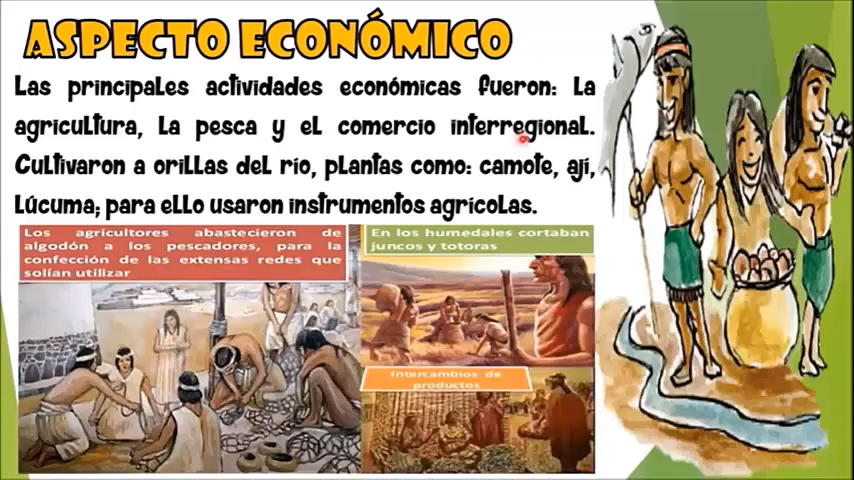 ASPECTO ECONÓMICO
Las principales actividades económicas fueron: La
agricultura, La pesca y el comercio interregional.
Cultivaron a orillas del río, plantas como: camote, ají,
Lúcuma; para ello usaron instrumentos agrícolas.
Los agricultores abastecieron de
algodón a los pescadores, para la
confección de las extensas redes que
solían utilizar
En los humedales cortaban
juncos y totoras
Intercambios de
productos